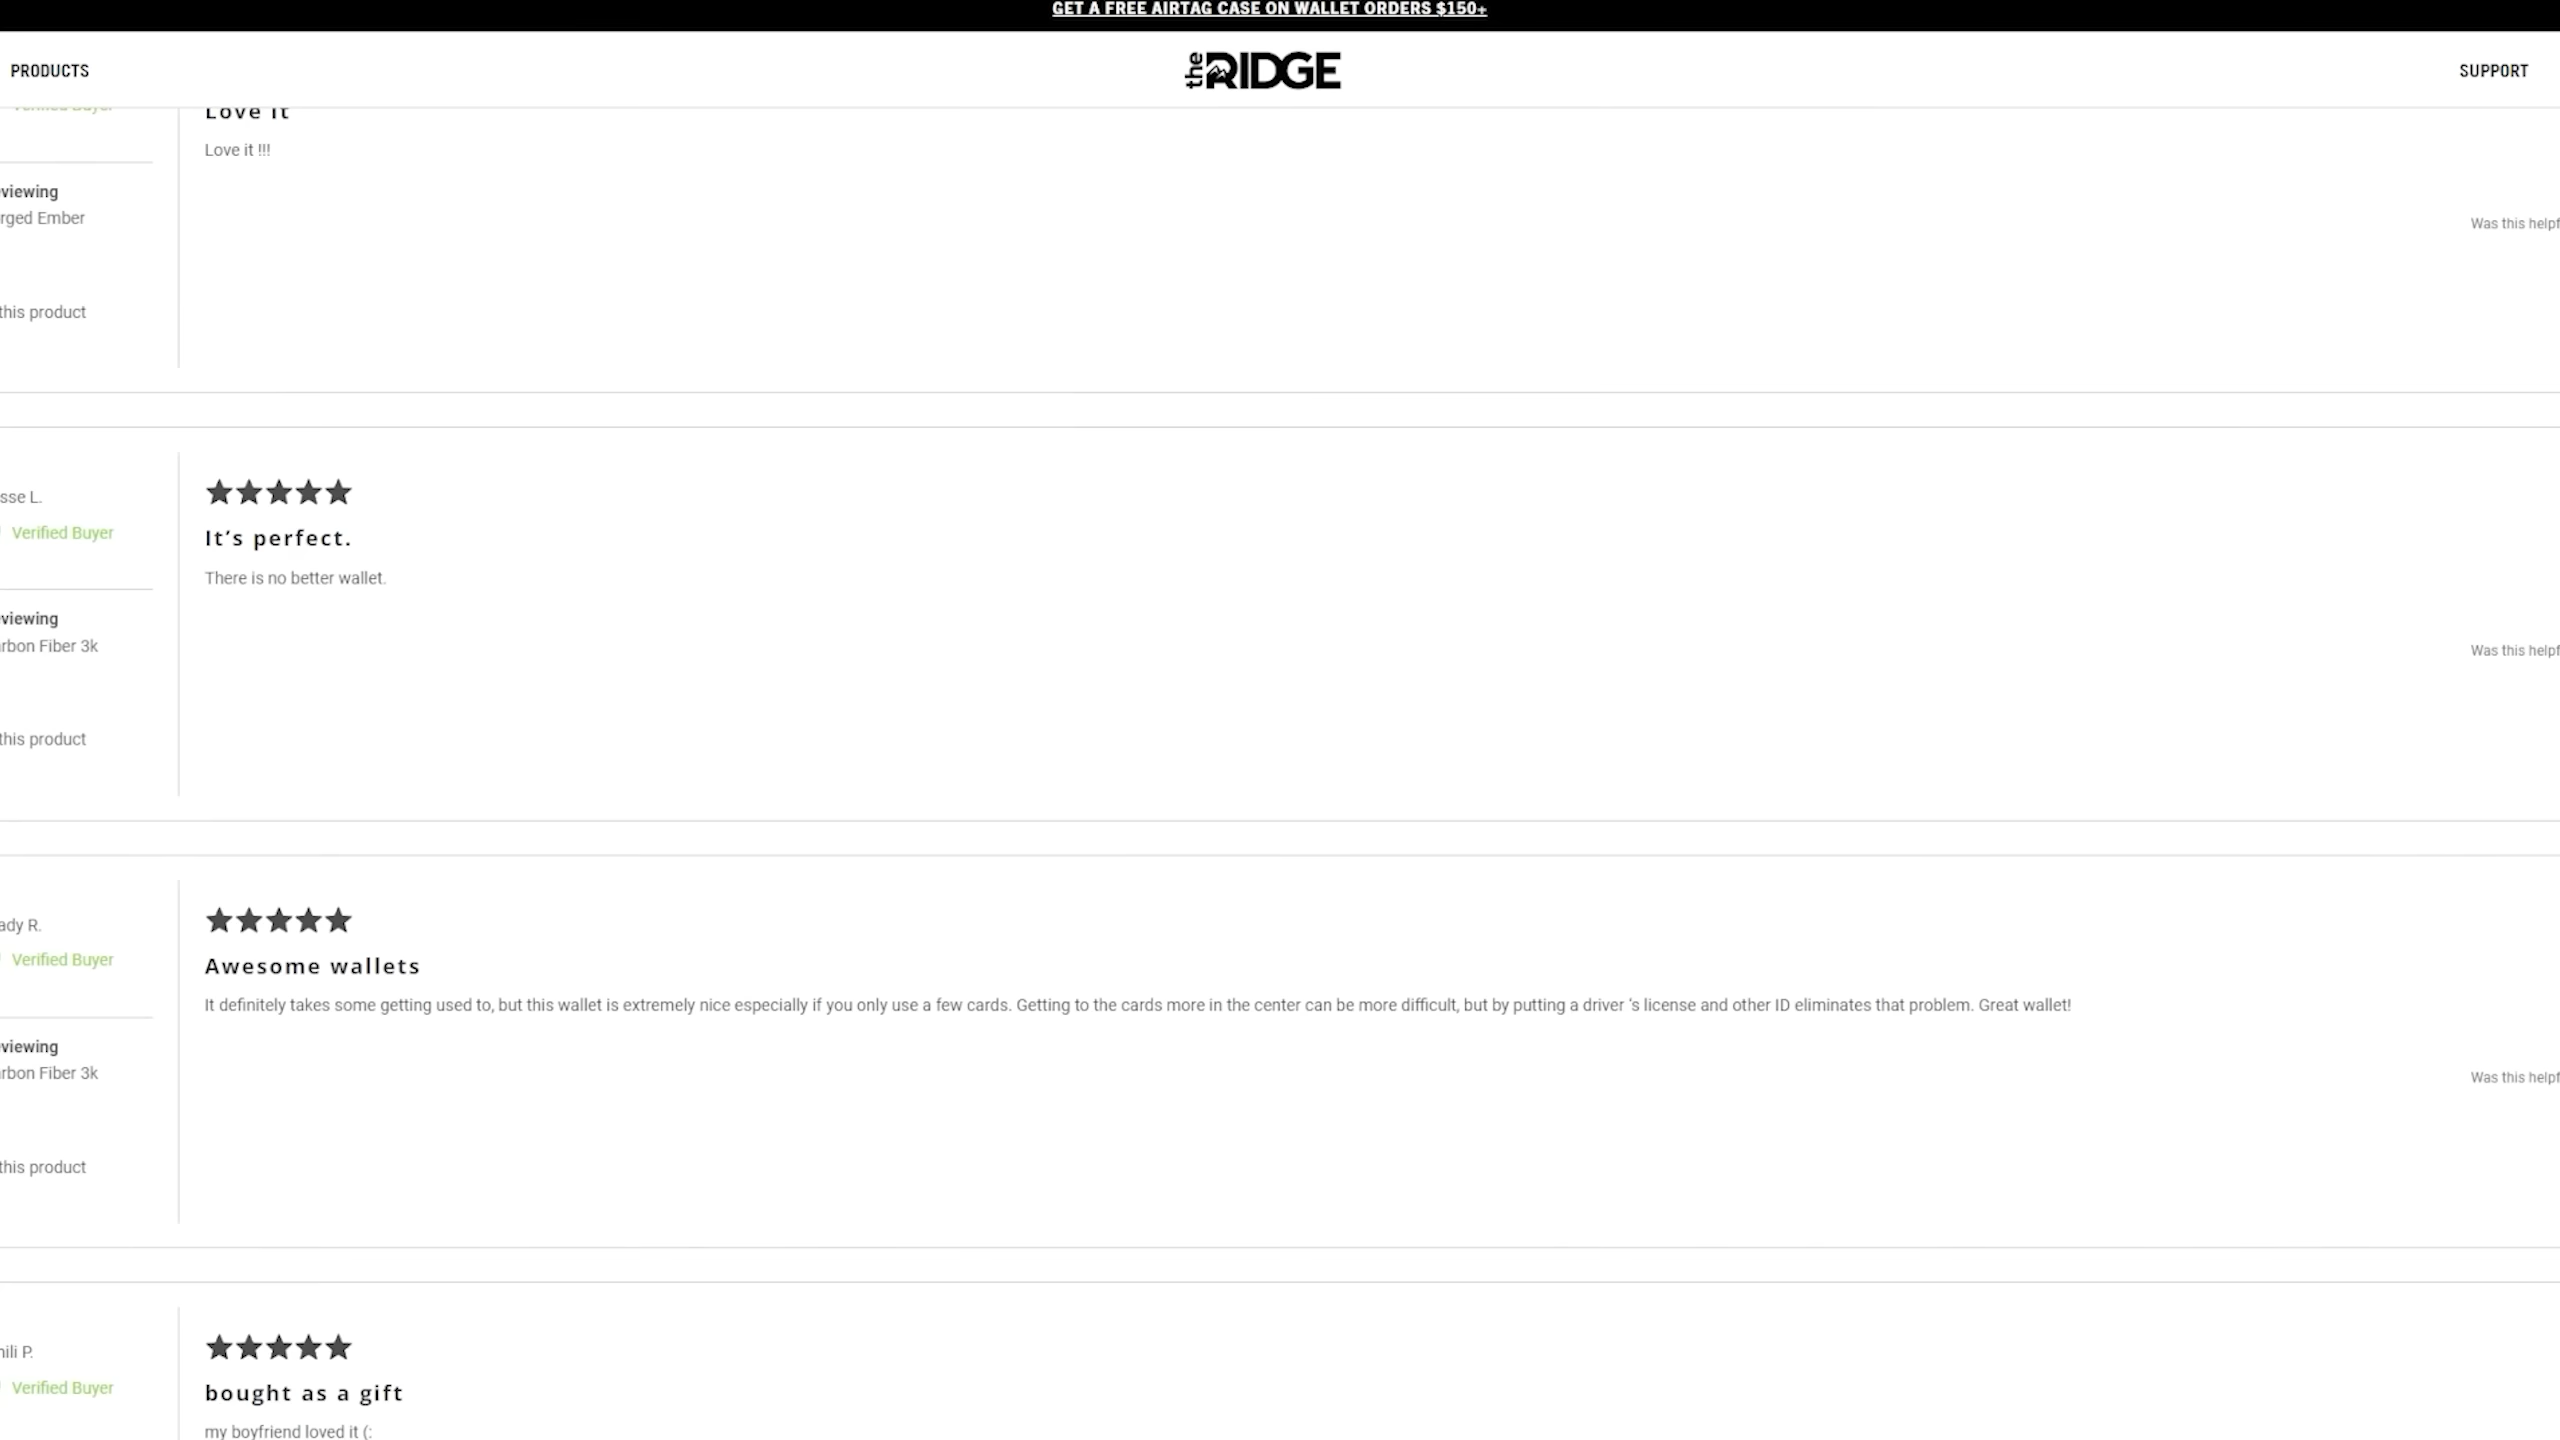 GET A FREE AIRTAG CASE ON WALLET ORDERS $150+
PRODUCTS
the RIDGE
SUPPORT
Verified Buyer
Love it
Love it !!!
viewing
rged Ember
Was this helpf
this product
sse L.
Verified Buyer
It’s perfect.
There is no better wallet.
viewing
rbon Fiber 3k
Was this helpf
this product
ady R.
Verified Buyer
Awesome wallets
It definitely takes some getting used to, but this wallet is extremely nice especially if you only use a few cards. Getting to the cards more in the center can be more difficult, but by putting a driver ‘s license and other ID eliminates that problem. Great wallet!
viewing
rbon Fiber 3k
Was this helpf
this product
ili P.
Verified Buyer
bought as a gift
my boyfriend loved it (: